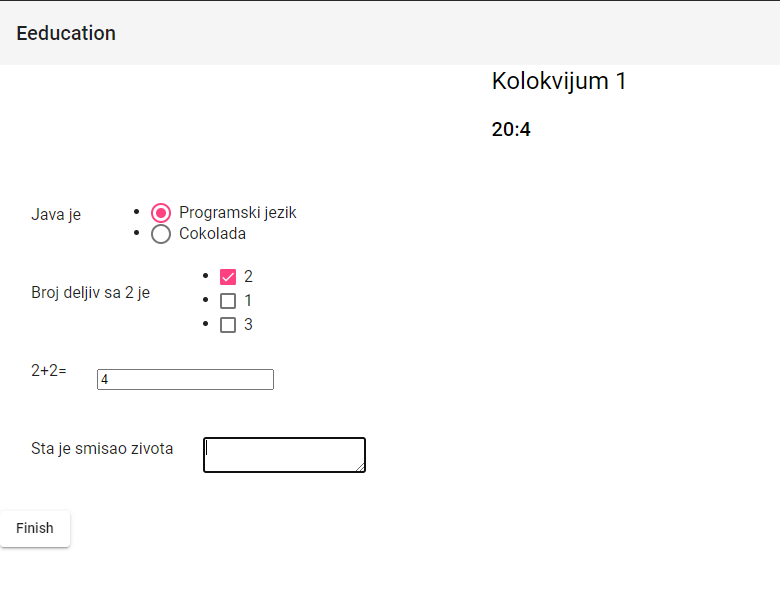 Eeducation
Kolokvijum 1
20:4
Java je
Programski jezik
Cokolada
Broj deljiv sa 2 je
2
1
3
2+2=
4
Sta je smisao zivota
Finish